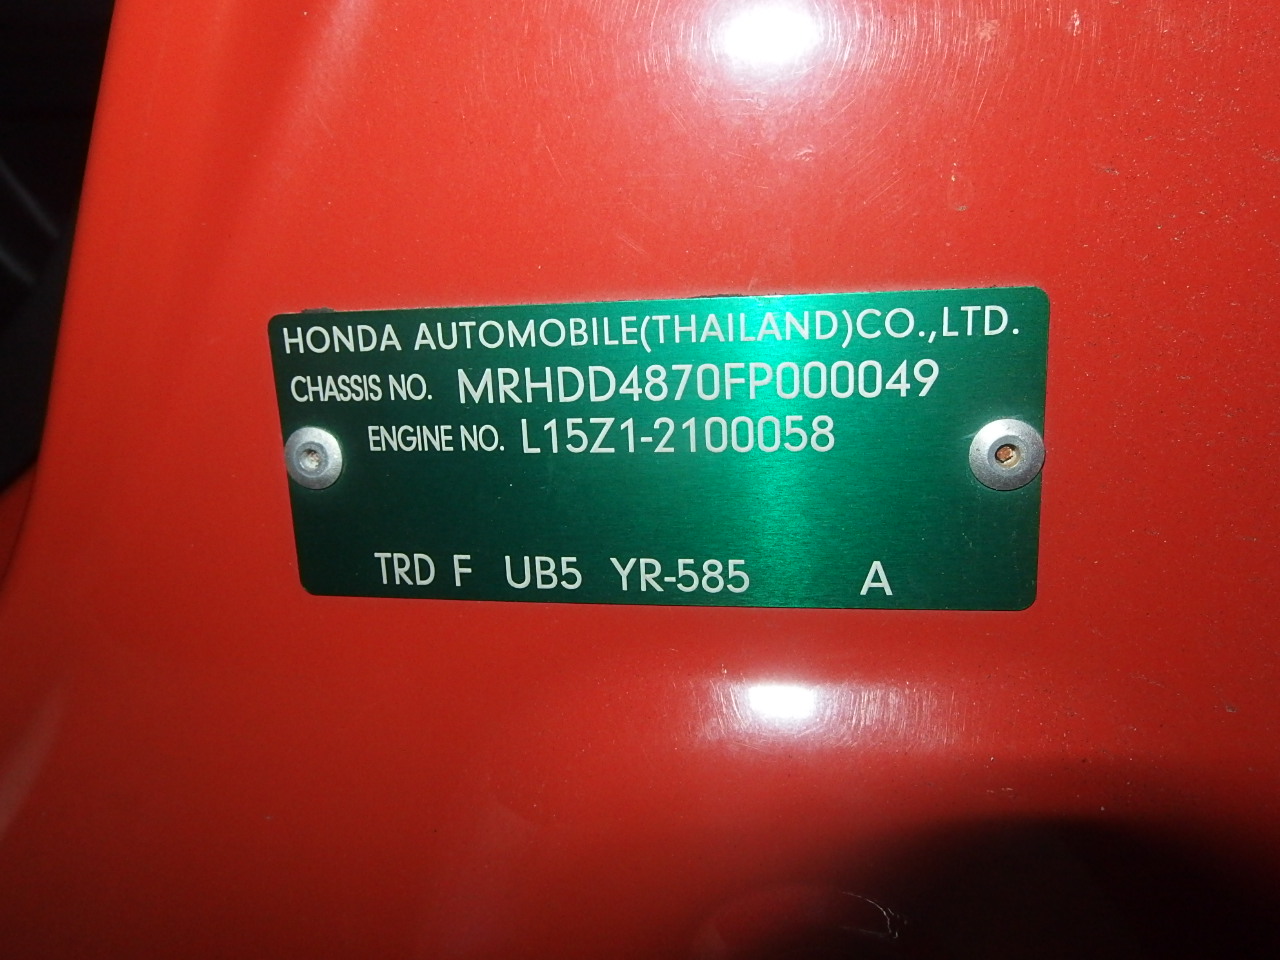 HONDA AUTOMOBILE(THAILAND)CO.,LTD.
CHASSIS NO. MRHDD4870FP000049
ENGINE NO. L15Z1-2100058
TRD F UB5 YR-585 A